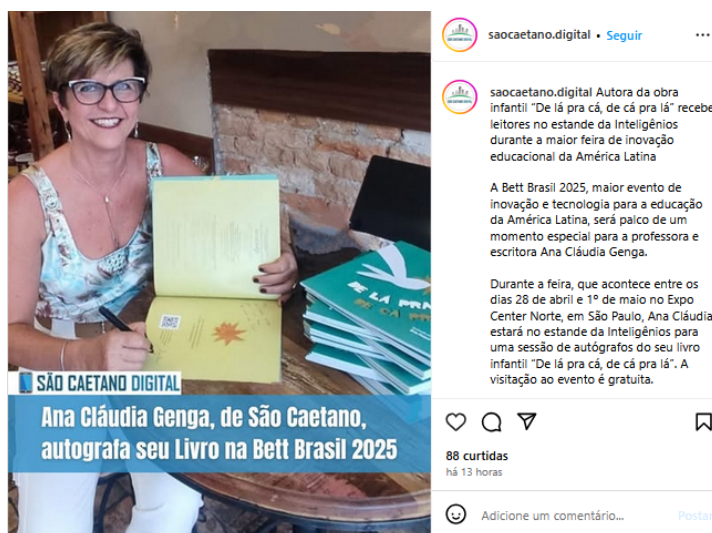 DE LÁ PRA
DE CÁ PRA
SÃO CAETANO DIGITAL
Ana Cláudia Genga, de São Caetano,
autografa seu Livro na Bett Brasil 2025
saocaetano.digital • Seguir
saocaetano.digital Autora da obra
infantil “De lá pra cá, de cá pra lá” recebe
leitores no estande da Inteligênios
durante a maior feira de inovação
educacional da América Latina
A Bett Brasil 2025, maior evento de
inovação e tecnologia para a educação
da América Latina, será palco de um
momento especial para a professora e
escritora Ana Cláudia Genga.
Durante a feira, que acontece entre os
dias 28 de abril e 1º de maio no Expo
Center Norte, em São Paulo, Ana Cláudia
estará no estande da Inteligênios para
uma sessão de autógrafos do seu livro
infantil “De lá pra cá, de cá pra lá”. A
visitação ao evento é gratuita.
88 curtidas
há 13 horas
Adicione um comentário...
Postar